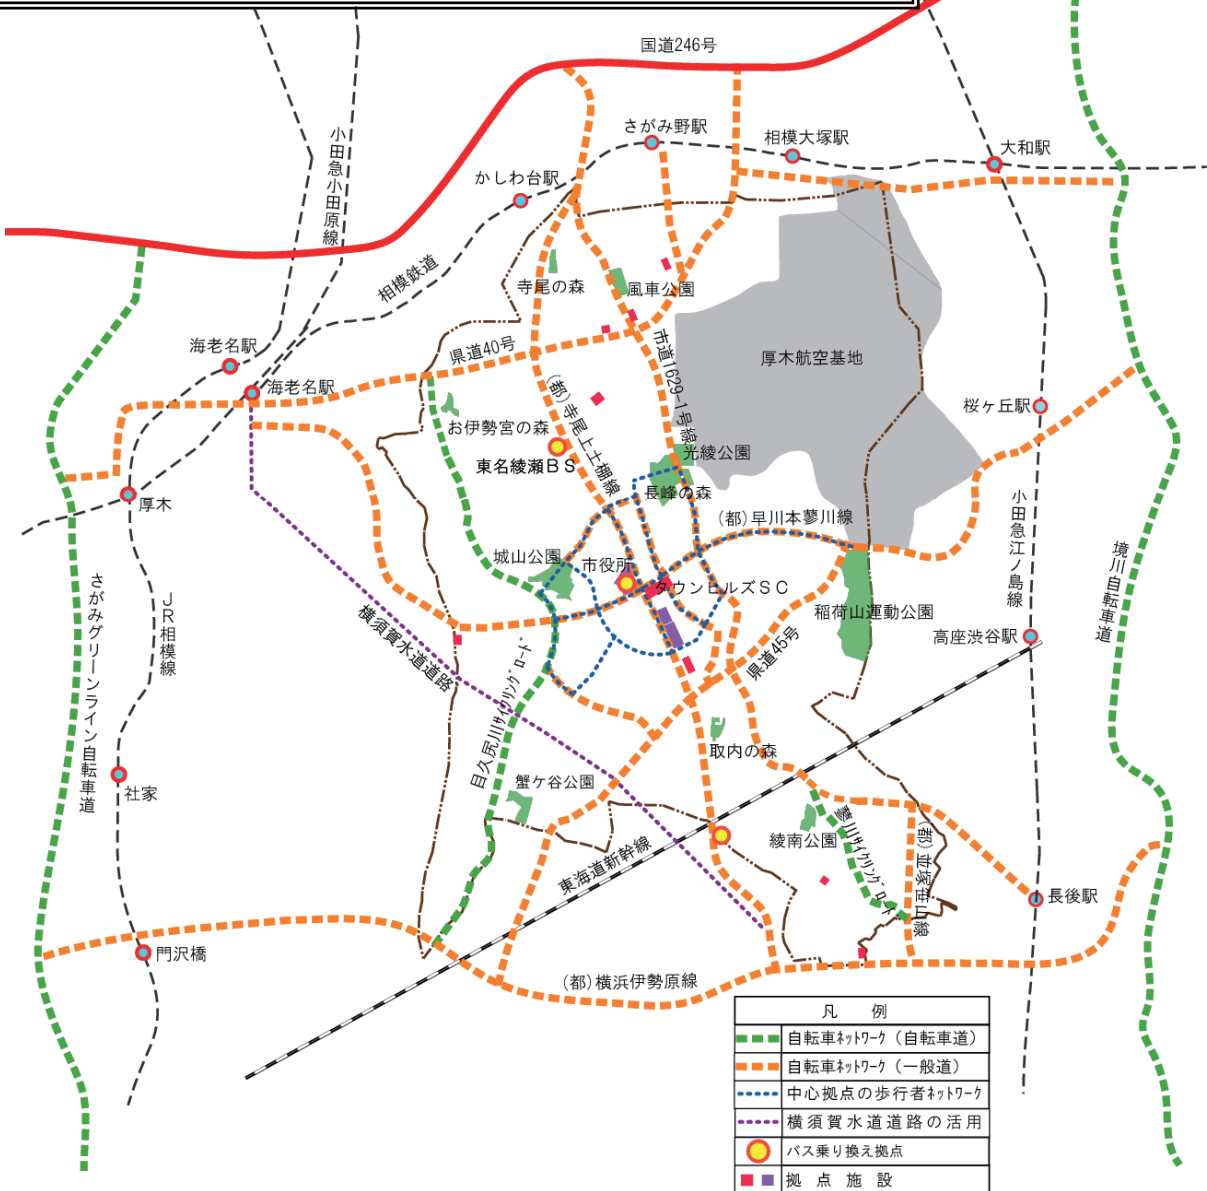 国道246号
さがみ野駅
相模大塚駅
大和駅
小田急小田原線
かしわ台駅
相模鉄道
寺尾の森
風車公園
海老名駅
県道40号
市道1629-1号線
厚木航空基地
海老名駅
(都)寺尾上土棚線
桜ヶ丘駅
お伊勢宮の森
東名綾瀬BS
光綾公園
長峰の森
厚木
(都)早川本蓼川線
小田急江ノ島線
城山公園
市役所
タウンヒルズSC
境川自転車道
さがみグリーンライン自転車道
JR相模線
横須賀水道道路
稲荷山運動公園
高座渋谷駅
県道45号
目久尻川サイクリングロード
取内の森
社家
蟹ケ谷公園
綾南公園
蓼川サイクリングロード
(都)並塚笹山線
東海道新幹線
長後駅
門沢橋
(都)横浜伊勢原線
凡 例
自転車ネットワーク(自転車道)
自転車ネットワーク(一般道)
中心拠点の歩行者ネットワーク
横須賀水道道路の活用
バス乗り換え拠点
拠点施設